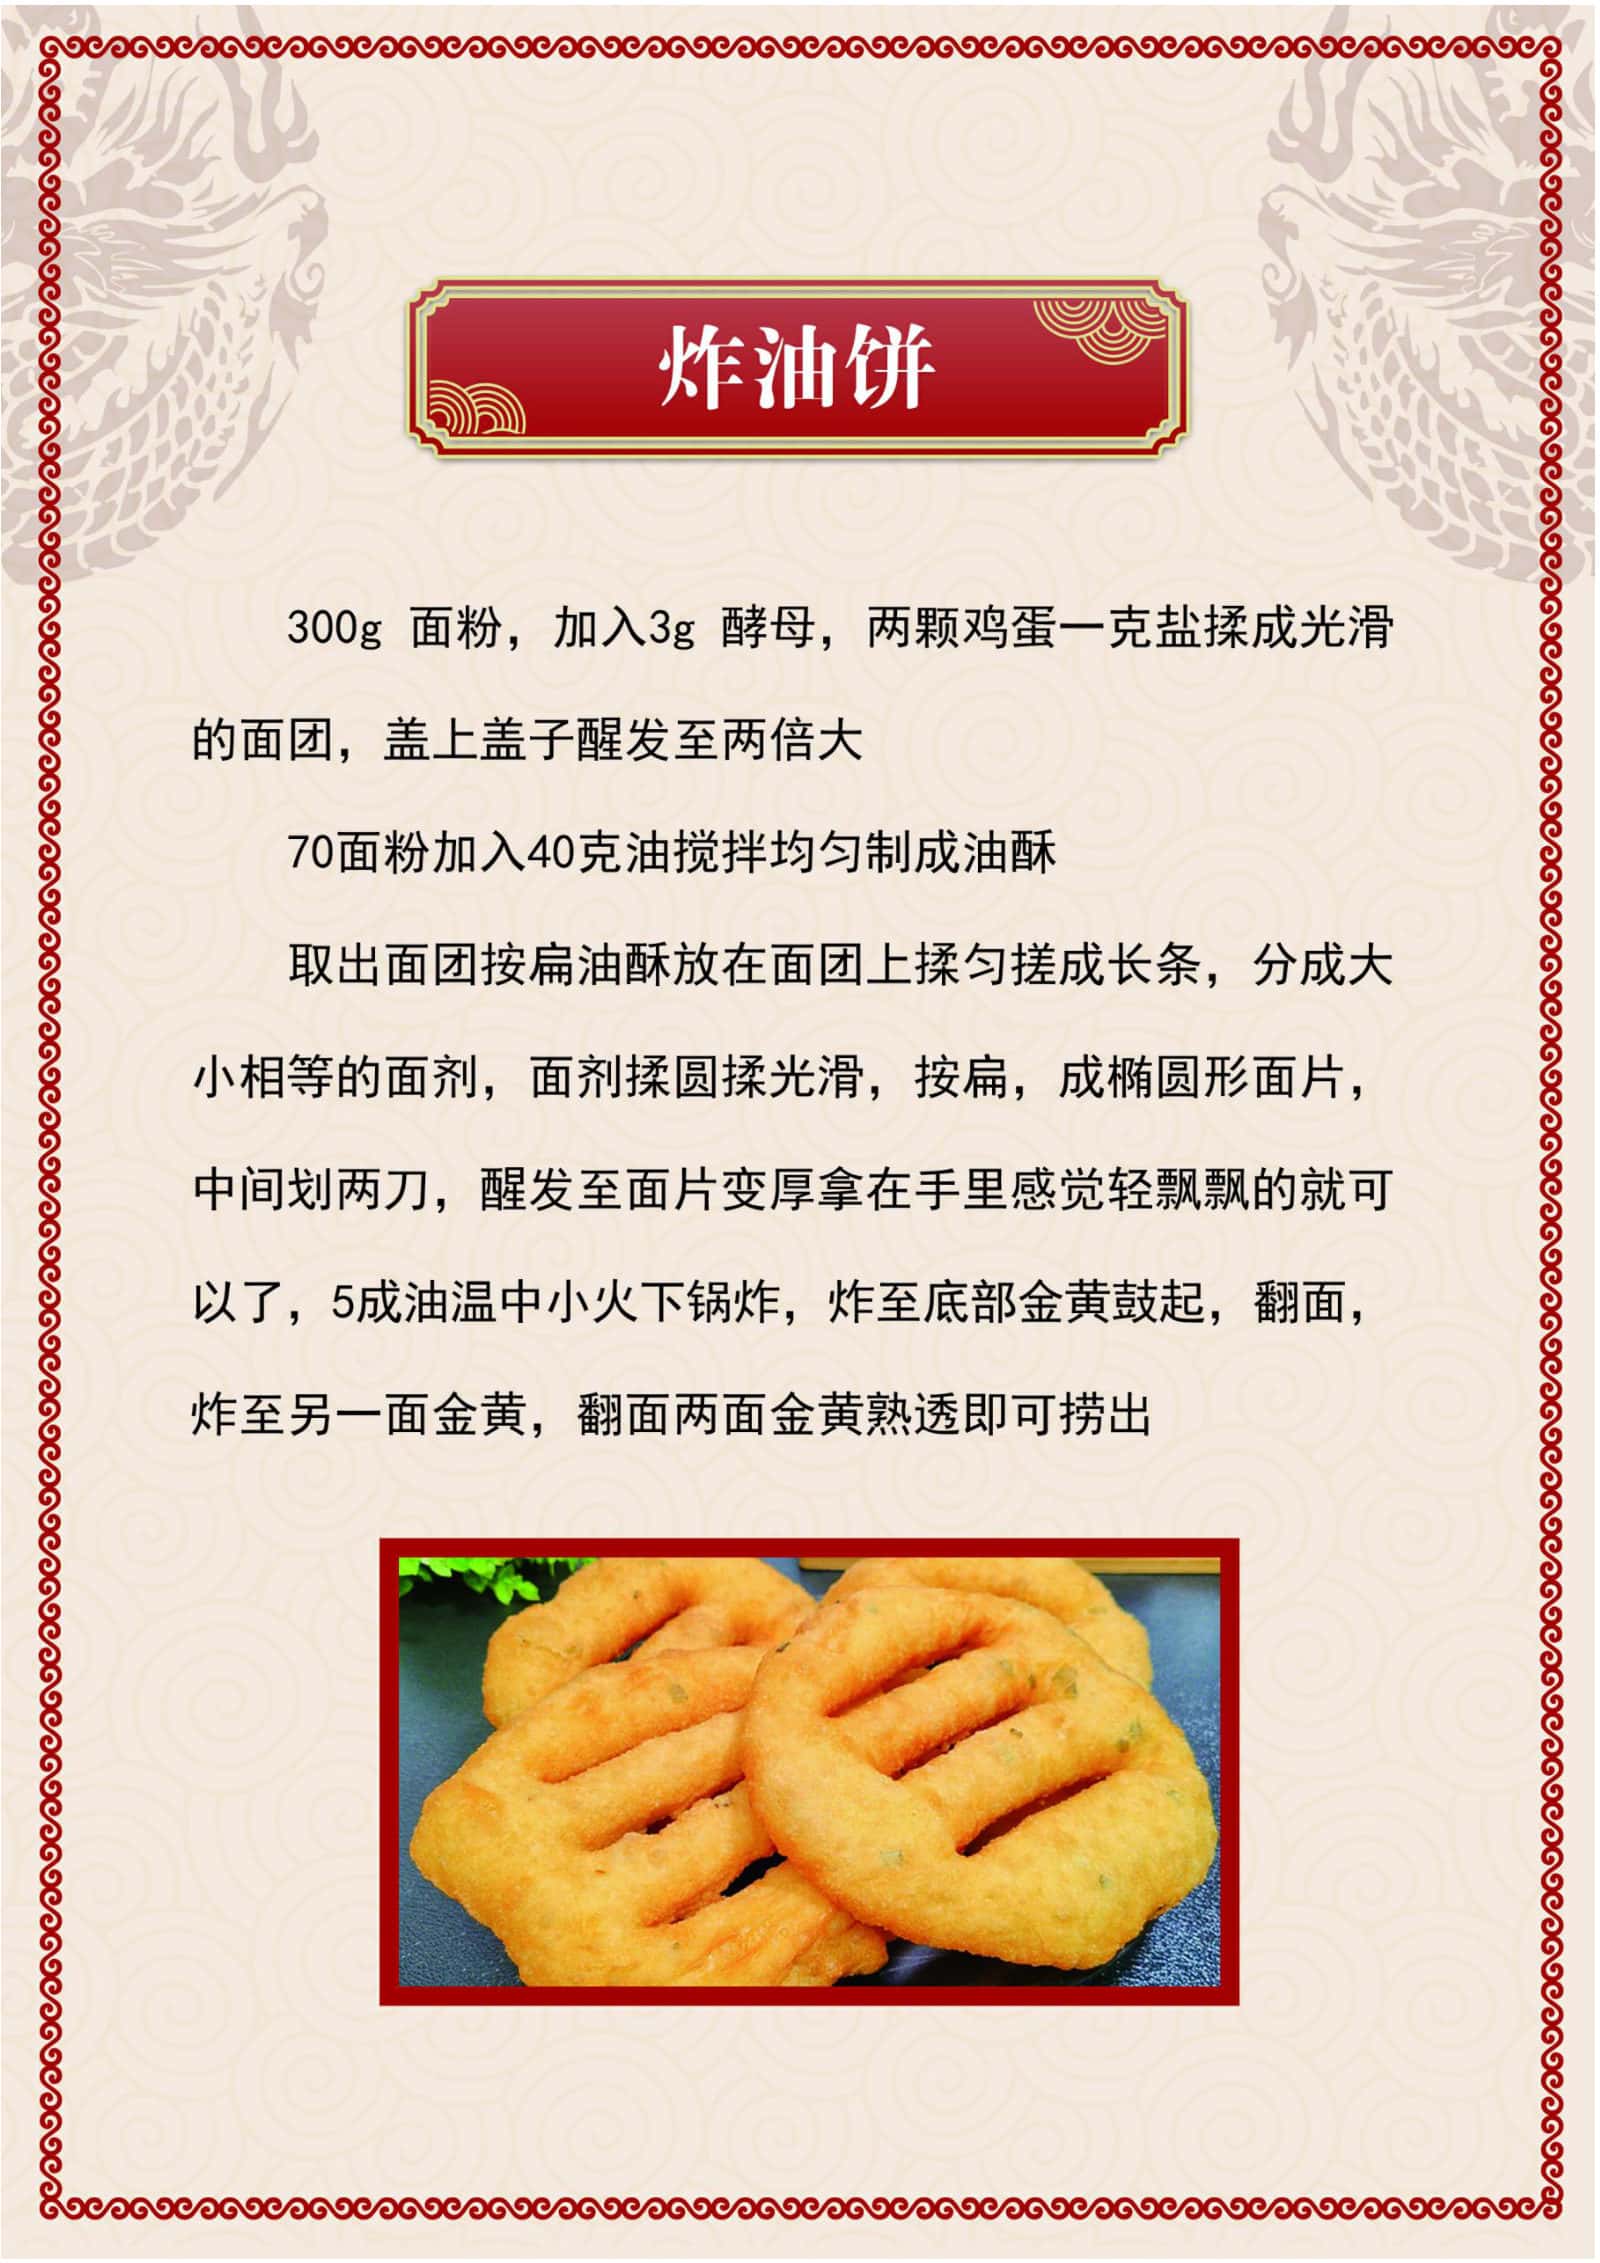 炸油饼
300g 面粉，加入3g 酵母，两颗鸡蛋一克盐揉成光滑
的面团，盖上盖子醒发至两倍大
70面粉加入40克油搅拌均匀制成油酥
取出面团按扁油酥放在面团上揉匀搓成长条，分成大
小相等的面剂，面剂揉圆揉光滑，按扁，成椭圆形面片，
中间划两刀，醒发至面片变厚拿在手里感觉轻飘飘的就可
以了，5成油温中小火下锅炸，炸至底部金黄鼓起，翻面，
炸至另一面金黄，翻面两面金黄熟透即可捞出